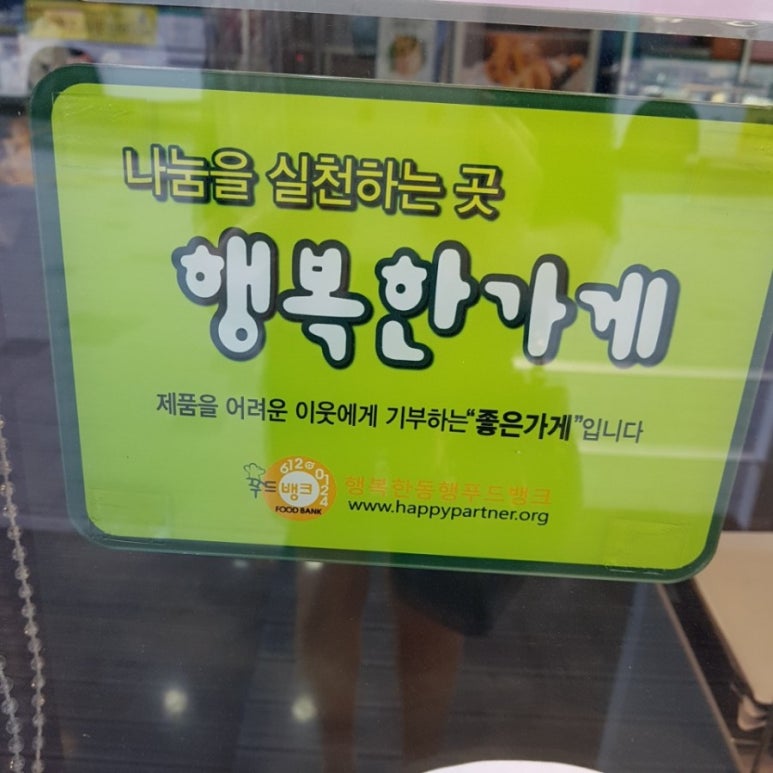 나눔을 실천하는 곳
행복한가게
제품을 어려운 이웃에게 기부하는 “좋은가게”입니다
푸드뱅크
FOOD BANK
행복한동행푸드뱅크
www.happypartner.org